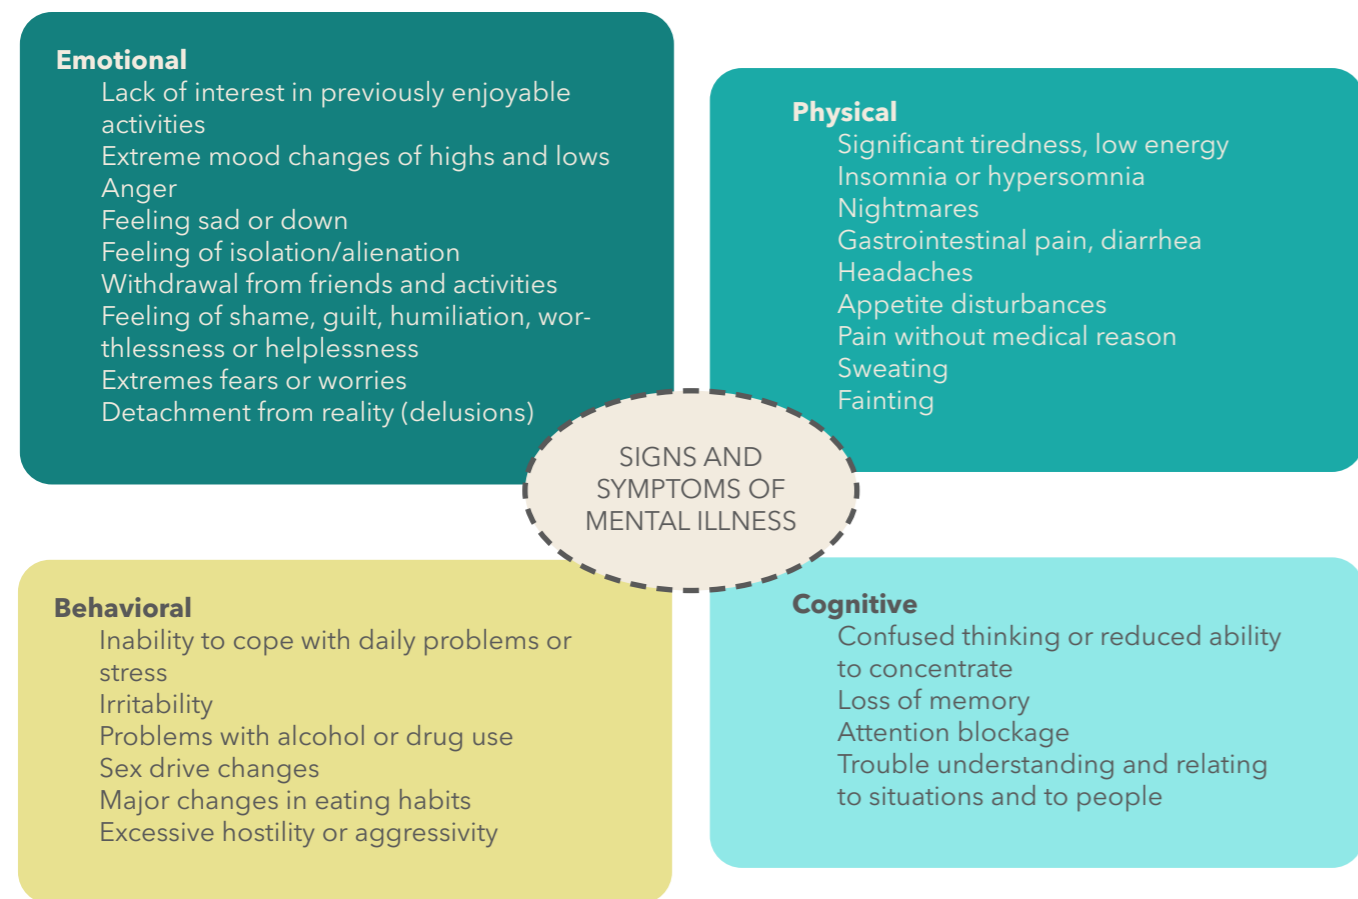 Emotional
Lack of interest in previously enjoyable
activities
Extreme mood changes of highs and lows
Anger
Feeling sad or down
Feeling of isolation/alienation
Withdrawal from friends and activities
Feeling of shame, guilt, humiliation, wor-
thlessness or helplessness
Extremes fears or worries
Detachment from reality (delusions)
Physical
Significant tiredness, low energy
Insomnia or hypersomnia
Nightmares
Gastrointestinal pain, diarrhea
Headaches
Appetite disturbances
Pain without medical reason
Sweating
Fainting
SIGNS AND
SYMPTOMS OF
MENTAL ILLNESS
Behavioral
Inability to cope with daily problems or
stress
Irritability
Problems with alcohol or drug use
Sex drive changes
Major changes in eating habits
Excessive hostility or aggressivity
Cognitive
Confused thinking or reduced ability
to concentrate
Loss of memory
Attention blockage
Trouble understanding and relating
to situations and to people